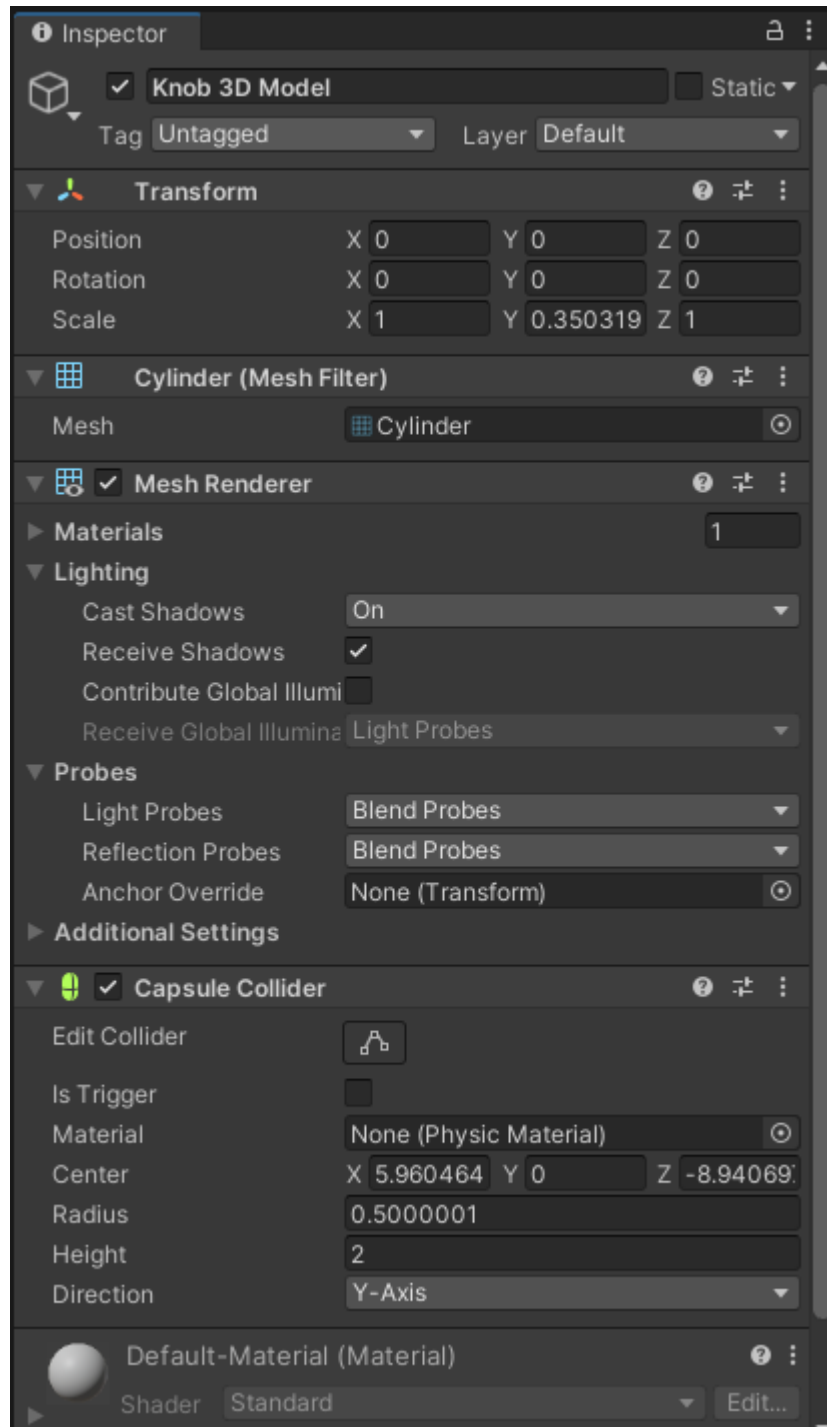 Inspector
Knob 3D Model
Static
Tag Untagged Layer Default
Transform
Position X 0 Y 0 Z 0
Rotation X 0 Y 0 Z 0
Scale X 1 Y 0.350319 Z 1
Cylinder (Mesh Filter)
Mesh Cylinder
Mesh Renderer
Materials 1
Lighting
Cast Shadows On
Receive Shadows
Contribute Global Illumi
Receive Global Illumina Light Probes
Probes
Light Probes Blend Probes
Reflection Probes Blend Probes
Anchor Override None (Transform)
Additional Settings
Capsule Collider
Edit Collider
Is Trigger
Material None (Physic Material)
Center X 5.960464 Y 0 Z -8.94069
Radius 0.5000001
Height 2
Direction Y-Axis
Default-Material (Material)
Shader Standard Edit...